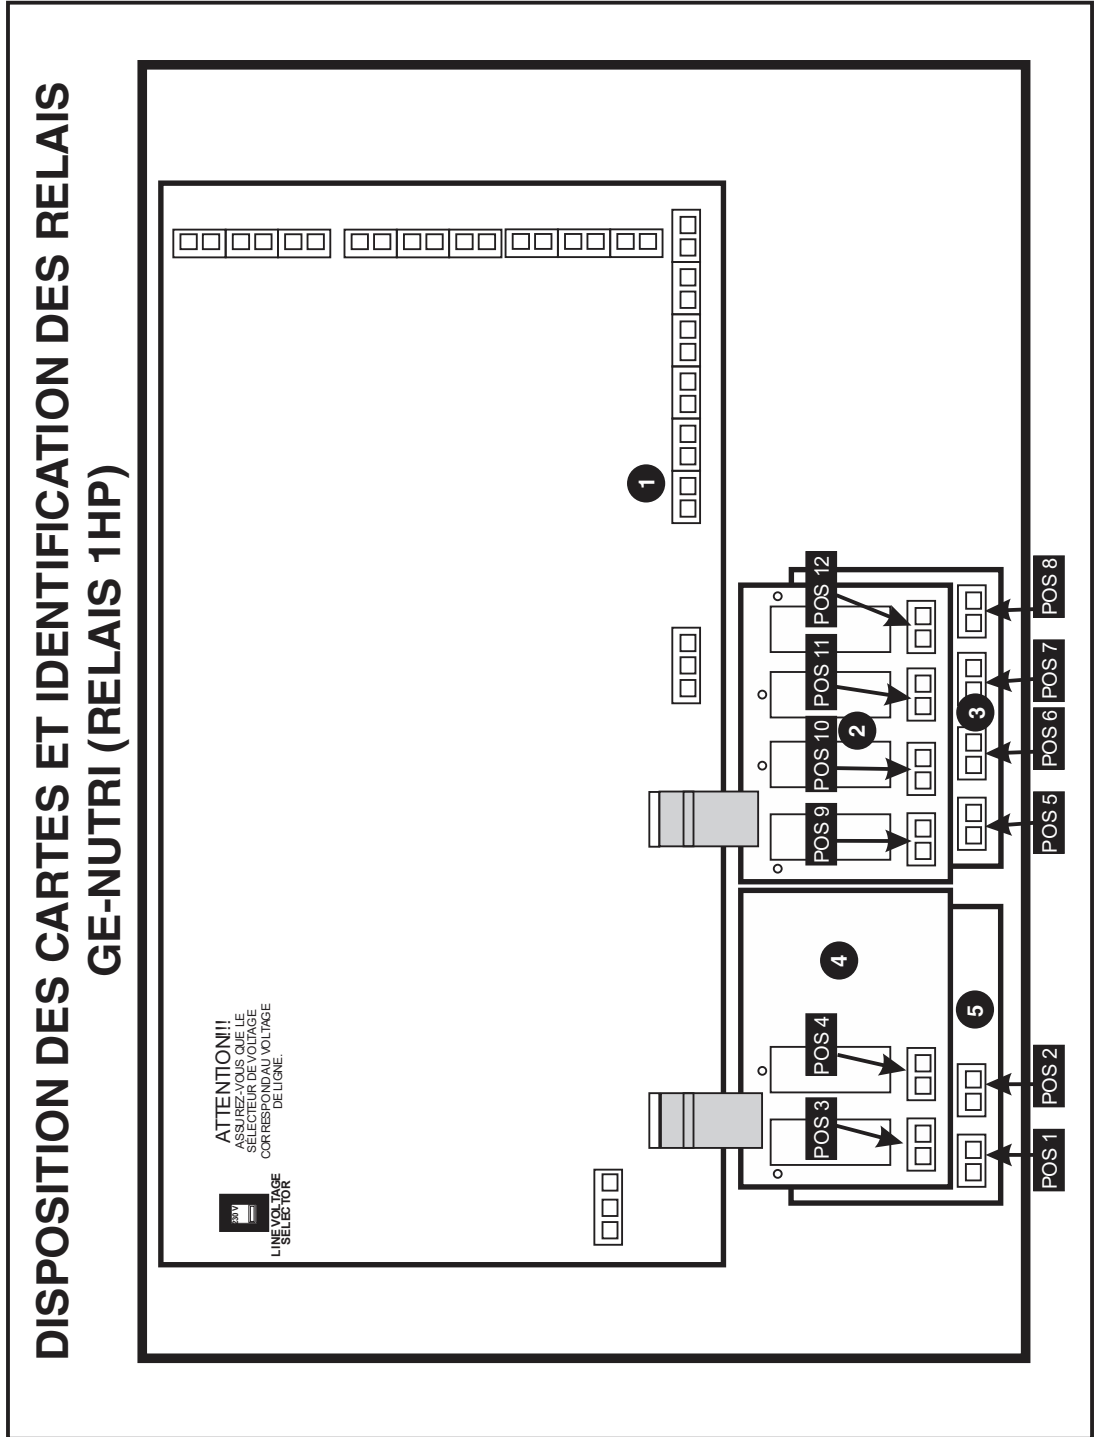 DISPOSITION DES CARTES ET IDENTIFICATION DES RELAIS
GE-NUTRI (RELAIS 1HP)
230 V
LINE VOLTAGE
SELECTOR
ATTENTION!!!
ASSUREZ-VOUS QUE LE
SÉLECTEUR DE VOLTAGE
CORRESPOND AU VOLTAGE
DE LIGNE.
1
POS 3
POS 4
4
POS 9
POS 10
2
POS 11
POS 12
5
3
POS 1
POS 2
POS 5
POS 6
POS 7
POS 8